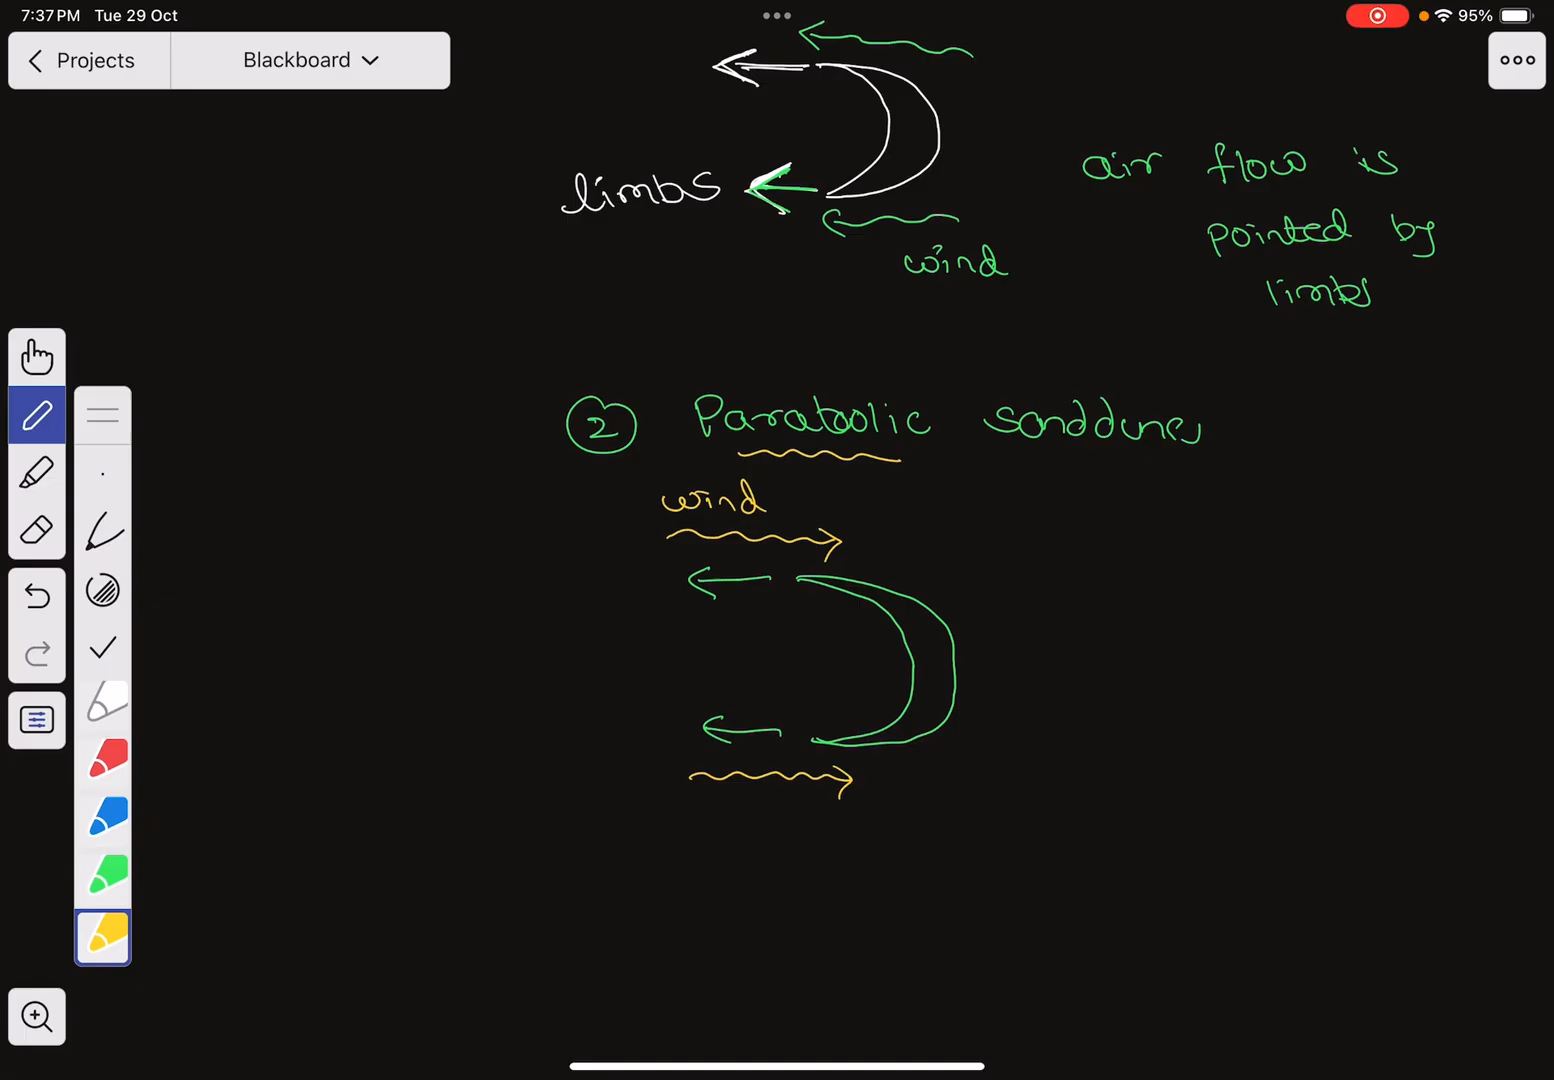 7:37 PM Tue 29 Oct
95%
Projects
Blackboard
limbs
wind
air flow is
pointed by
limbs
2 Parabolic sanddunes
wind